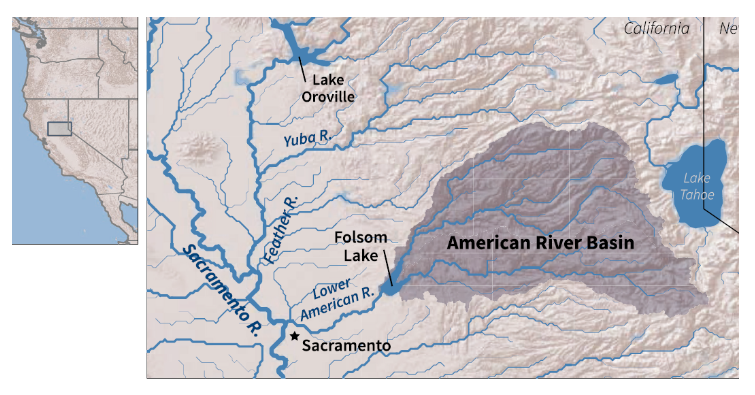 California
Ne
Lake
Oroville
Yuba R.
Lake
Tahoe
Feather R.
Folsom
Lake
American River Basin
Sacramento R.
Lower
American R.
Sacramento